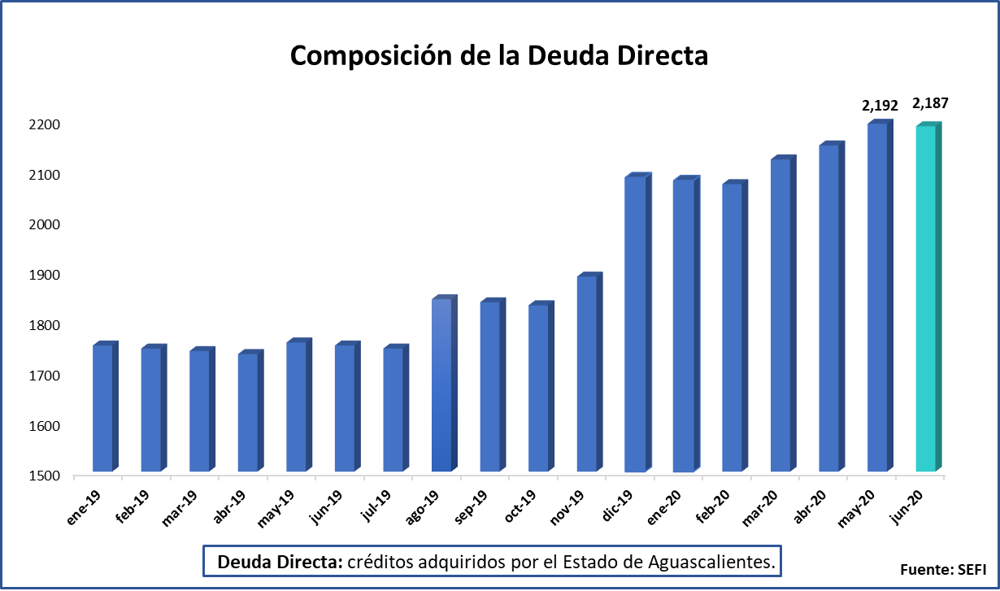 Composición de la Deuda Directa
2,192
2,187
2200
2100
2000
1900
1800
1700
1600
1500
ene-19
feb-19
mar-19
abr-19
may-19
jun-19
jul-19
ago-19
sep-19
oct-19
nov-19
dic-19
ene-20
feb-20
mar-20
abr-20
may-20
jun-20
Deuda Directa: créditos adquiridos por el Estado de Aguascalientes.
Fuente: SEFI